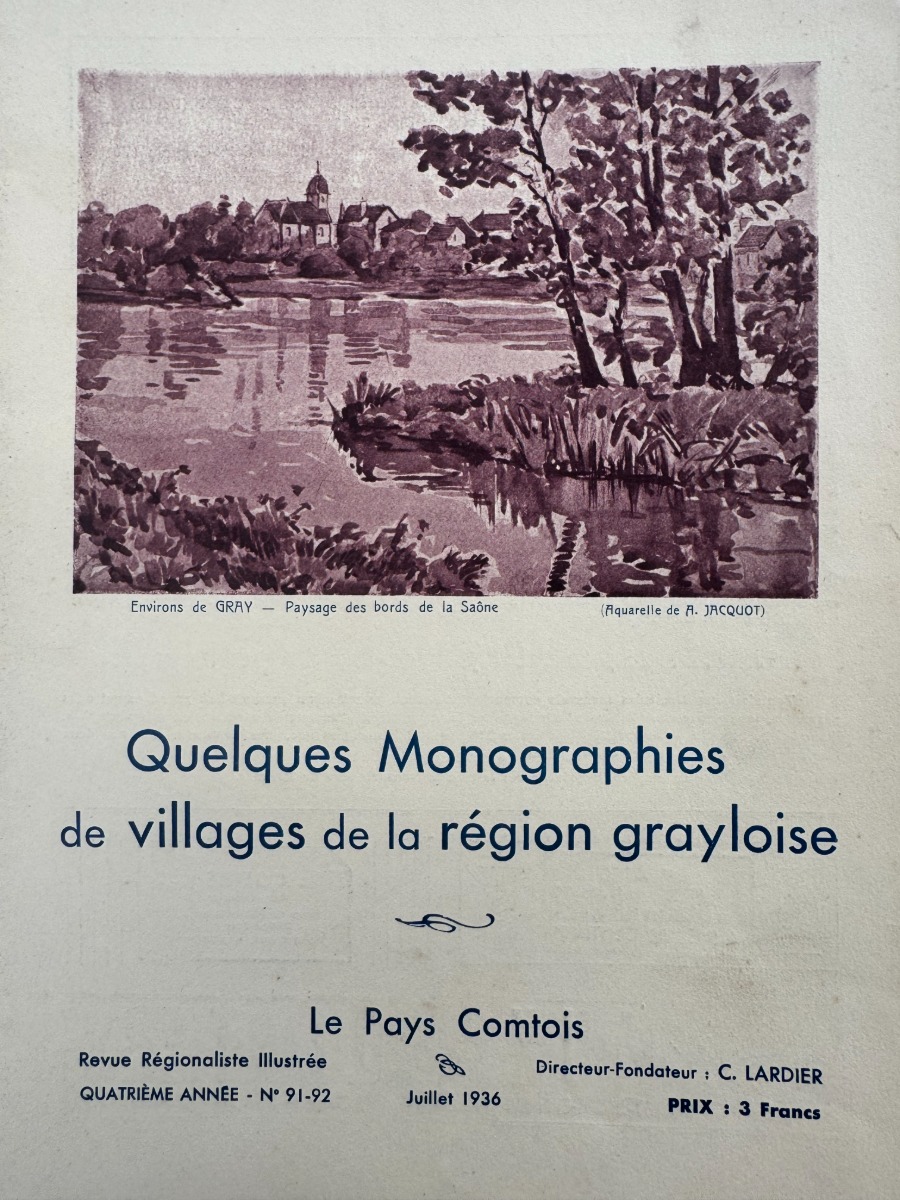 Environs de GRAY — Paysage des bords de la Saône (Aquarelle de A. JACQUOT)
Quelques Monographies
de villages de la région grayloise
Le Pays Comtois
Revue Régionaliste Illustrée
QUATRIÈME ANNÉE - Nº 91-92
Juillet 1936
Directeur-Fondateur : C. LARDIER
PRIX : 3 Francs